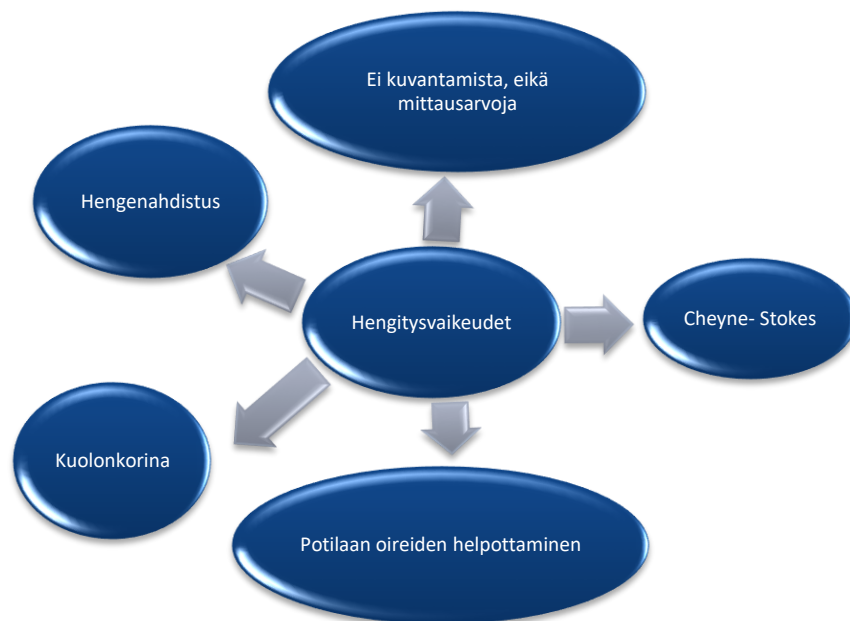 Ei kuvantamista, eikä
mittausarvoja
Hengenahdistus
Hengitysvaikeudet
Cheyne- Stokes
Kuolonkorina
Potilaan oireiden helpottaminen